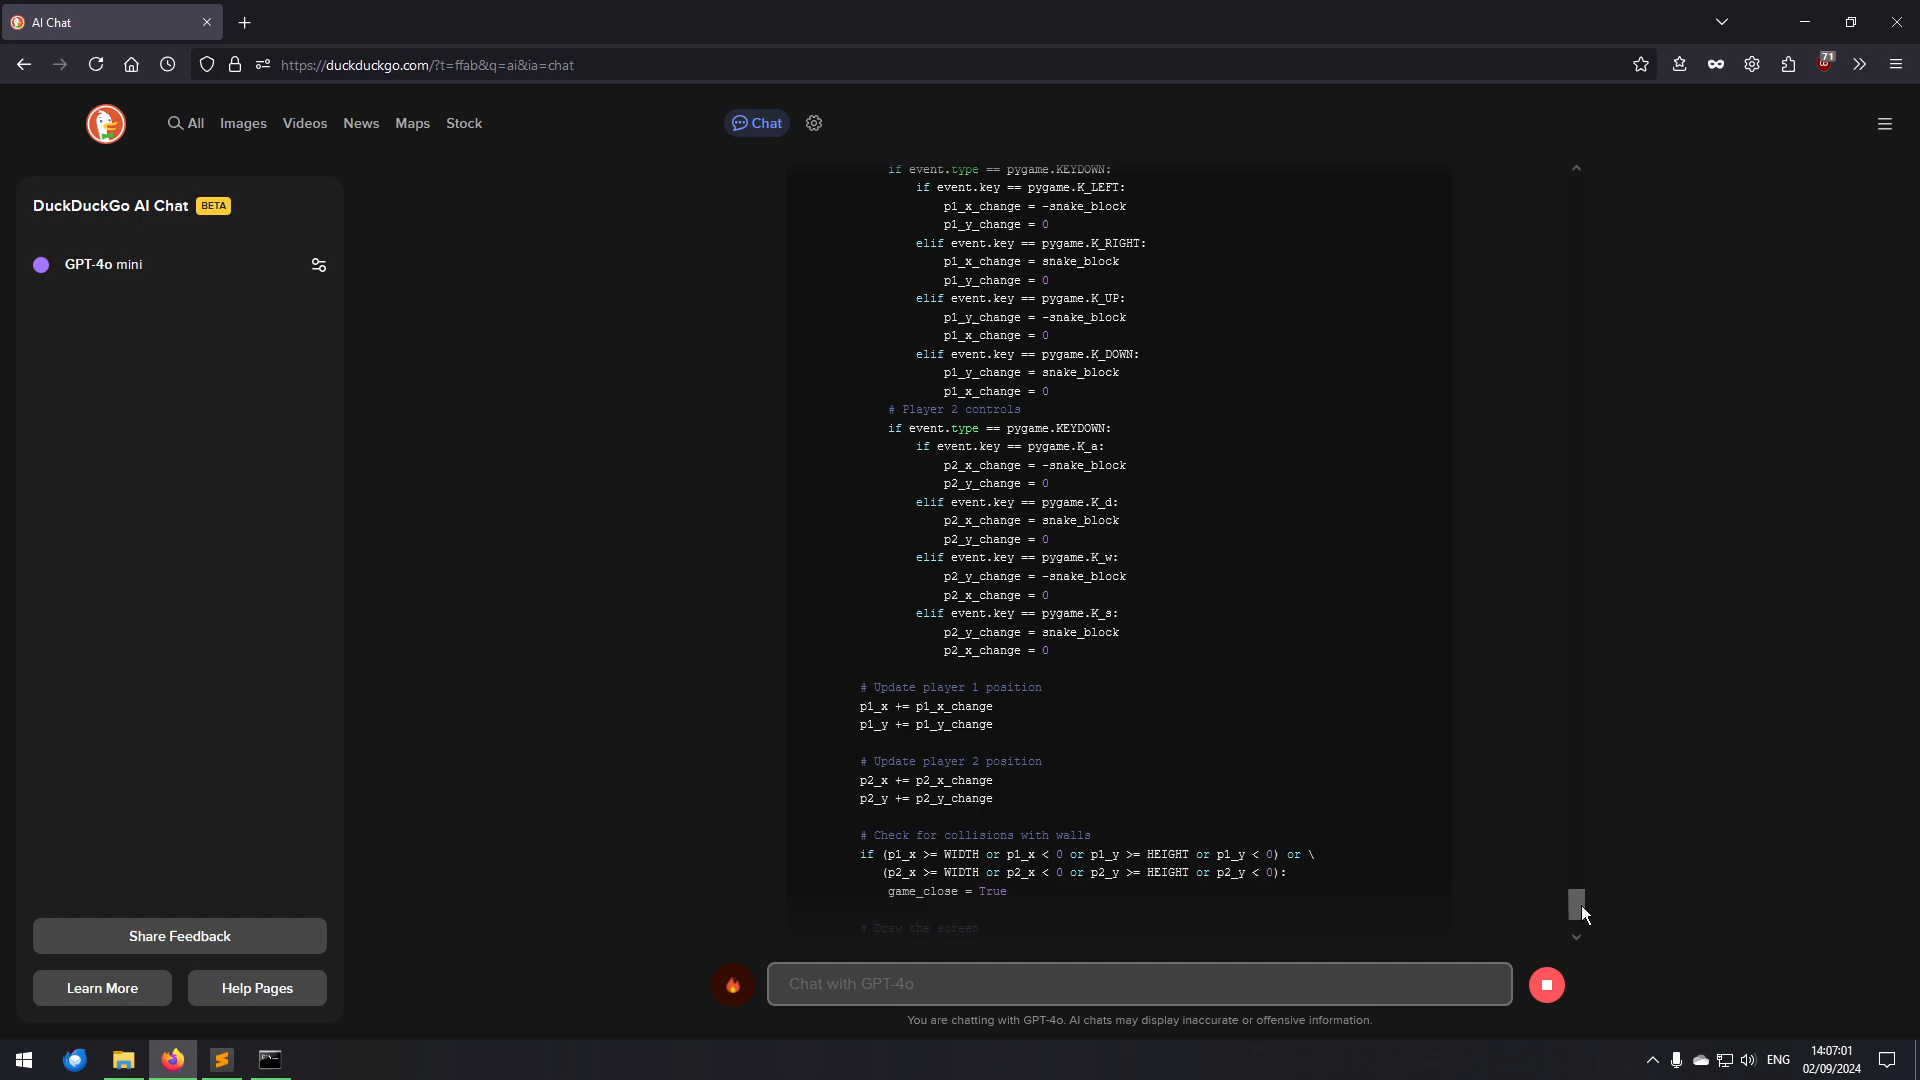 AI Chat
https://duckduckgo.com/?t=ffab&q=ai&ia=chat
71
All Images Videos News Maps Stock
Chat
DuckDuckGo AI Chat BETA
GPT-4o mini
Share Feedback
Learn More
Help Pages
if event.type == pygame.KEYDOWN:
if event.key == pygame.K_LEFT:
p1_x_change = -snake_block
p1_y_change = 0
elif event.key == pygame.K_RIGHT:
p1_x_change = snake_block
p1_y_change = 0
elif event.key == pygame.K_UP:
p1_y_change = -snake_block
p1_x_change = 0
elif event.key == pygame.K_DOWN:
p1_y_change = snake_block
p1_x_change = 0
# Player 2 controls
if event.type == pygame.KEYDOWN:
if event.key == pygame.K_a:
p2_x_change = -snake_block
p2_y_change = 0
elif event.key == pygame.K_d:
p2_x_change = snake_block
p2_y_change = 0
elif event.key == pygame.K_w:
p2_y_change = -snake_block
p2_x_change = 0
elif event.key == pygame.K_s:
p2_y_change = snake_block
p2_x_change = 0
# Update player 1 position
p1_x += p1_x_change
p1_y += p1_y_change
# Update player 2 position
p2_x += p2_x_change
p2_y += p2_y_change
# Check for collisions with walls
if (p1_x >= WIDTH or p1_x < 0 or p1_y >= HEIGHT or p1_y < 0) or \
(p2_x >= WIDTH or p2_x < 0 or p2_y >= HEIGHT or p2_y < 0):
game_close = True
# Draw the screen
Chat with GPT-4o
You are chatting with GPT-4o. AI chats may display inaccurate or offensive information.
ENG
14:07:01
02/09/2024